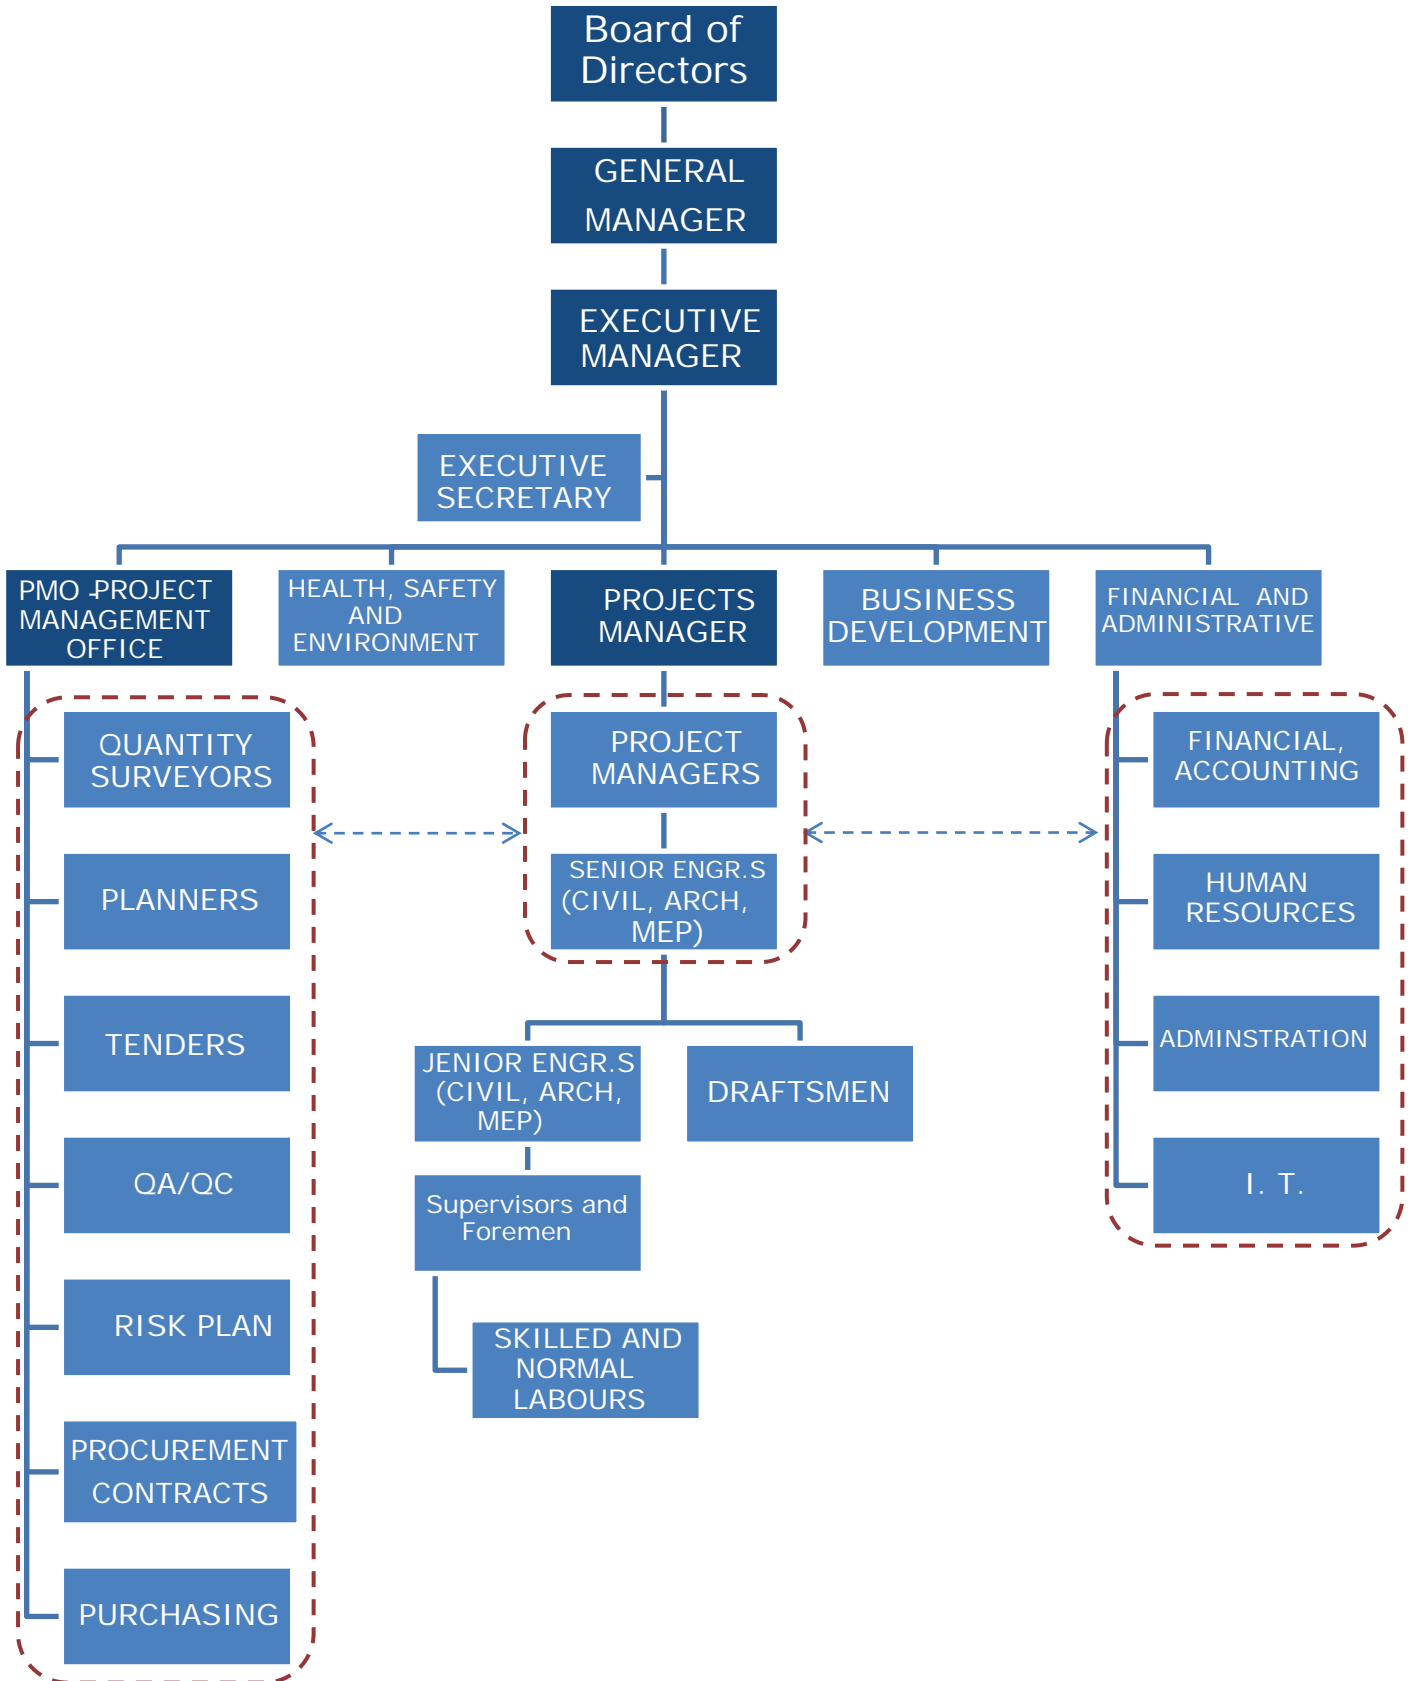 Board of
Directors
GENERAL
MANAGER
EXECUTIVE
MANAGER
EXECUTIVE
SECRETARY
PMO -PROJECT
MANAGEMENT
OFFICE
HEALTH, SAFETY
AND
ENVIRONMENT
PROJECTS
MANAGER
BUSINESS
DEVELOPMENT
FINANCIAL AND
ADMINISTRATIVE
QUANTITY
SURVEYORS
PLANNERS
TENDERS
QA/QC
RISK PLAN
PROCUREMENT
CONTRACTS
PURCHASING
PROJECT
MANAGERS
SENIOR ENGR.S
(CIVIL, ARCH,
MEP)
JENIOR ENGR.S
(CIVIL, ARCH,
MEP)
DRAFTSMEN
Supervisors and
Foremen
SKILLED AND
NORMAL
LABOURS
FINANCIAL,
ACCOUNTING
HUMAN
RESOURCES
ADMINSTRATION
I. T.